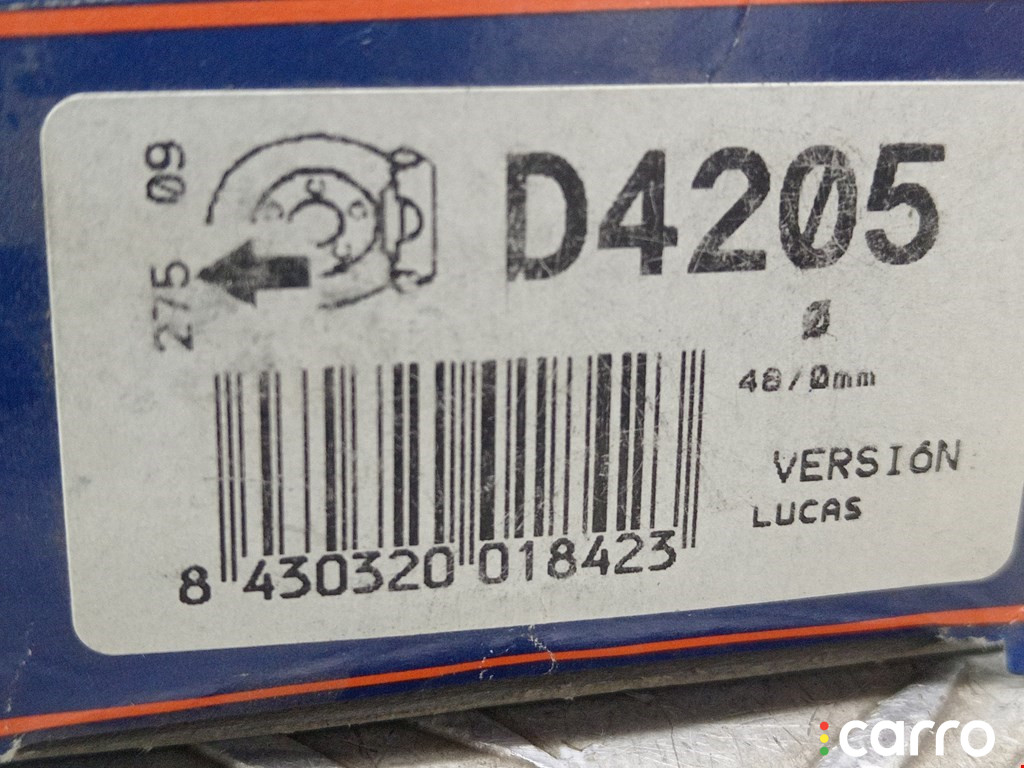 275 09
D4205
Ø
48/0mm
VERSIÓN
LUCAS
8 430320 018423
carro